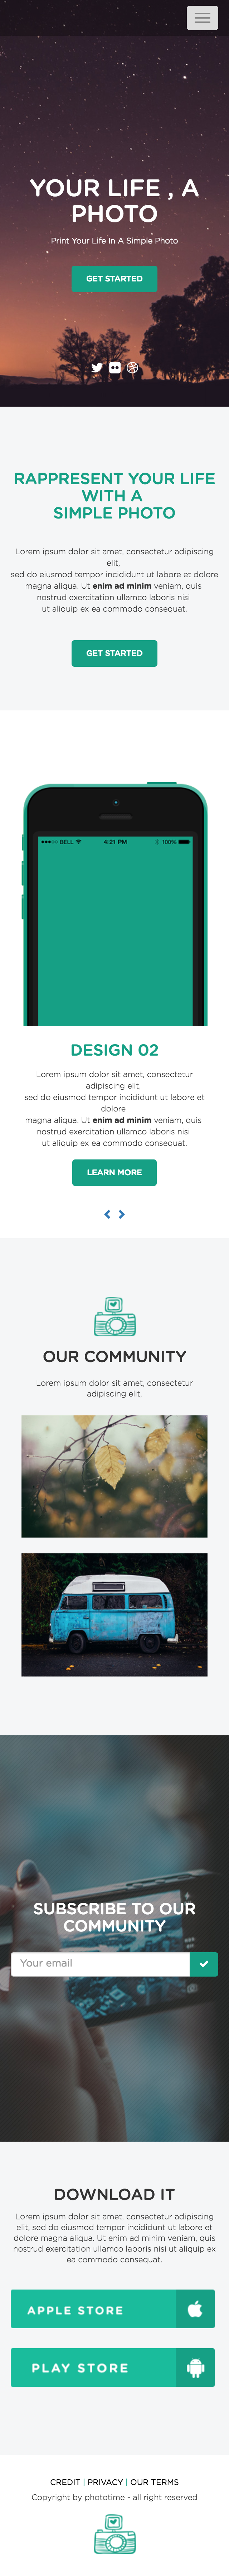 YOUR LIFE , A
PHOTO
Print Your Life In A Simple Photo
GET STARTED
RAPPRESENT YOUR LIFE
WITH A
SIMPLE PHOTO
Lorem ipsum dolor sit amet, consectetur adipiscing
elit,
sed do eiusmod tempor incididunt ut labore et dolore
magna aliqua. Ut enim ad minim veniam, quis
nostrud exercitation ullamco laboris nisi
ut aliquip ex ea commodo consequat.
GET STARTED
BELL 4:21 PM 100%
DESIGN 02
Lorem ipsum dolor sit amet, consectetur
adipiscing elit,
sed do eiusmod tempor incididunt ut labore et
dolore
magna aliqua. Ut enim ad minim veniam, quis
nostrud exercitation ullamco laboris nisi
ut aliquip ex ea commodo consequat.
LEARN MORE
OUR COMMUNITY
Lorem ipsum dolor sit amet, consectetur
adipiscing elit,
SUBSCRIBE TO OUR
COMMUNITY
Your email
DOWNLOAD IT
Lorem ipsum dolor sit amet, consectetur adipiscing
elit, sed do eiusmod tempor incididunt ut labore et
dolore magna aliqua. Ut enim ad minim veniam, quis
nostrud exercitation ullamco laboris nisi ut aliquip ex
ea commodo consequat.
APPLE STORE
PLAY STORE
CREDIT | PRIVACY | OUR TERMS
Copyright by phototime - all right reserved